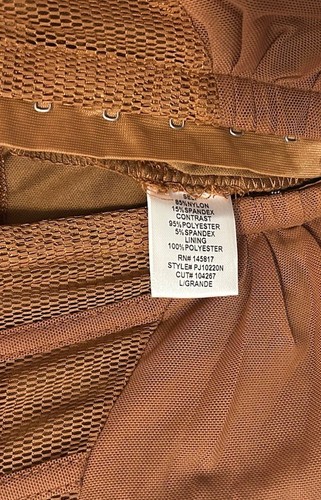 85%NYLON
15%SPANDEX
CONTRAST
95%POLYESTER
5%SPANDEX
LINING
100%POLYESTER
RN# 145817
STYLE# PJ10220N
CUT# 104267
L/GRANDE